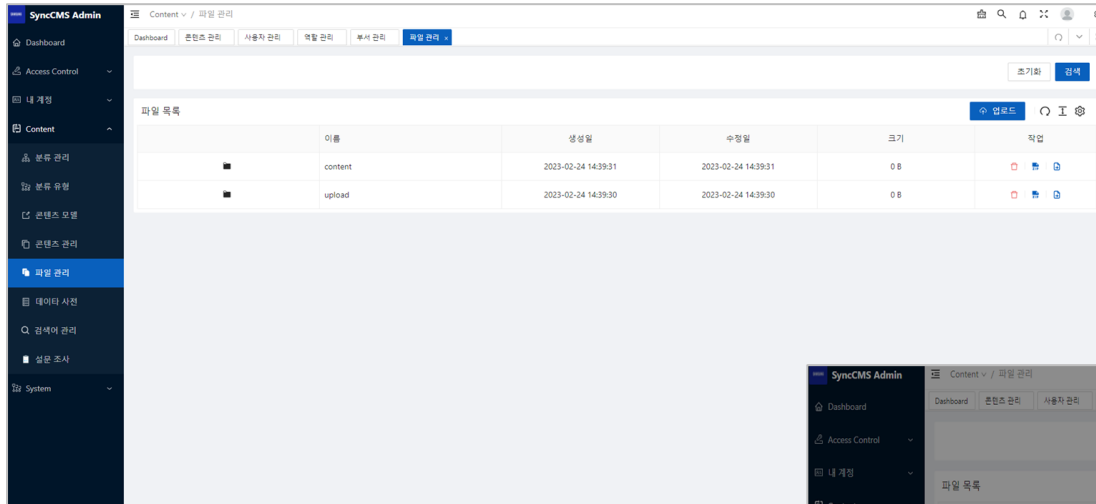 SyncCMS Admin
Content / 파일 관리
Dashboard 콘텐츠 관리 사용자 관리 역할 관리 부서 관리 파일 관리 ×
Dashboard
Access Control
내 계정
Content
분류 관리
분류 유형
콘텐츠 모델
콘텐츠 관리
파일 관리
데이타 사전
검색어 관리
설문 조사
System
초기화 검색
파일 목록
업로드
이름 생성일 수정일 크기 작업
content 2023-02-24 14:39:31 2023-02-24 14:39:31 0 B
upload 2023-02-24 14:39:30 2023-02-24 14:39:30 0 B
SyncCMS Admin
Content / 파일 관리
Dashboard 콘텐츠 관리 사용자 관리
Dashboard
Access Control
내 계정
파일 목록